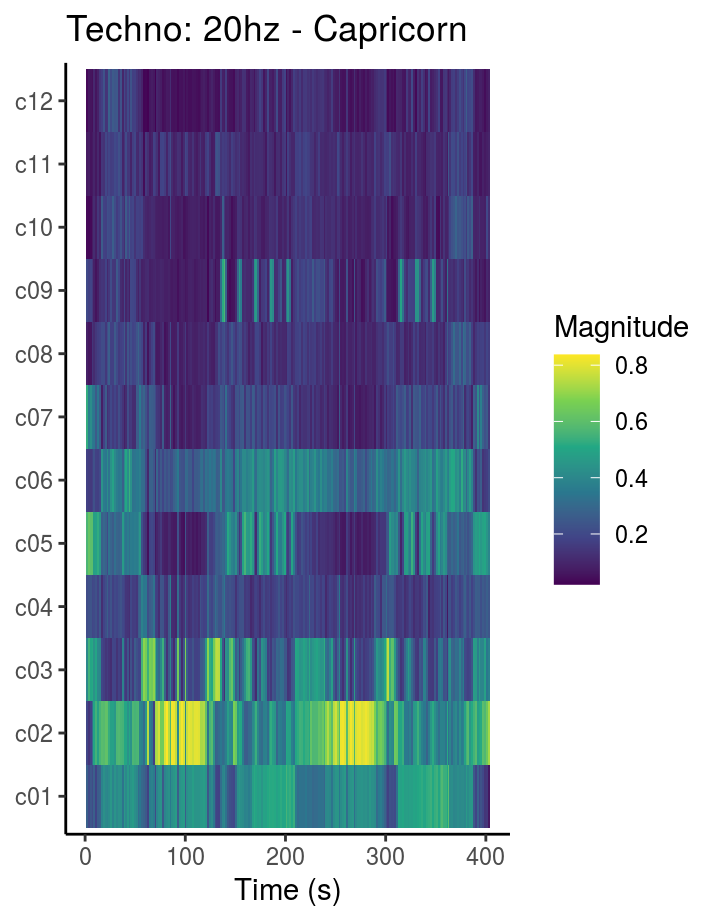 Techno: 20hz - Capricorn
c12
c11
c10
c09
c08
c07
c06
c05
c04
c03
c02
c01
0 100 200 300 400
Time (s)
Magnitude
0.8
0.6
0.4
0.2